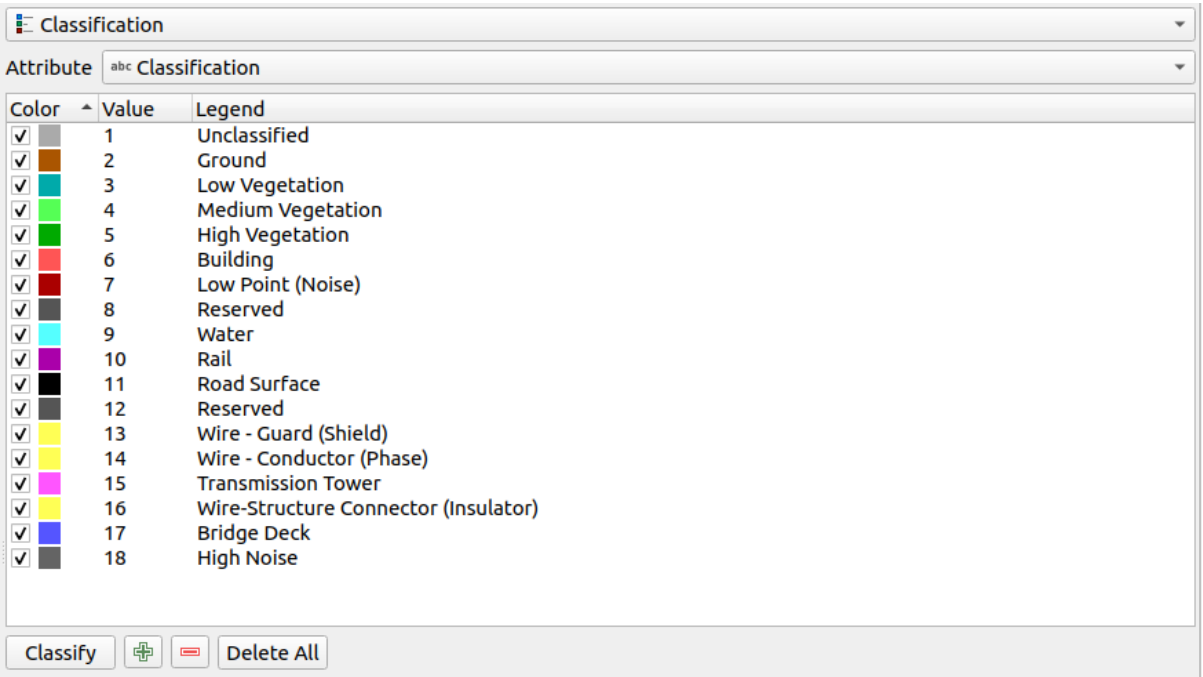 Classification
Attribute abc Classification
Color Value Legend
1 Unclassified
2 Ground
3 Low Vegetation
4 Medium Vegetation
5 High Vegetation
6 Building
7 Low Point (Noise)
8 Reserved
9 Water
10 Rail
11 Road Surface
12 Reserved
13 Wire - Guard (Shield)
14 Wire - Conductor (Phase)
15 Transmission Tower
16 Wire-Structure Connector (Insulator)
17 Bridge Deck
18 High Noise
Classify Delete All